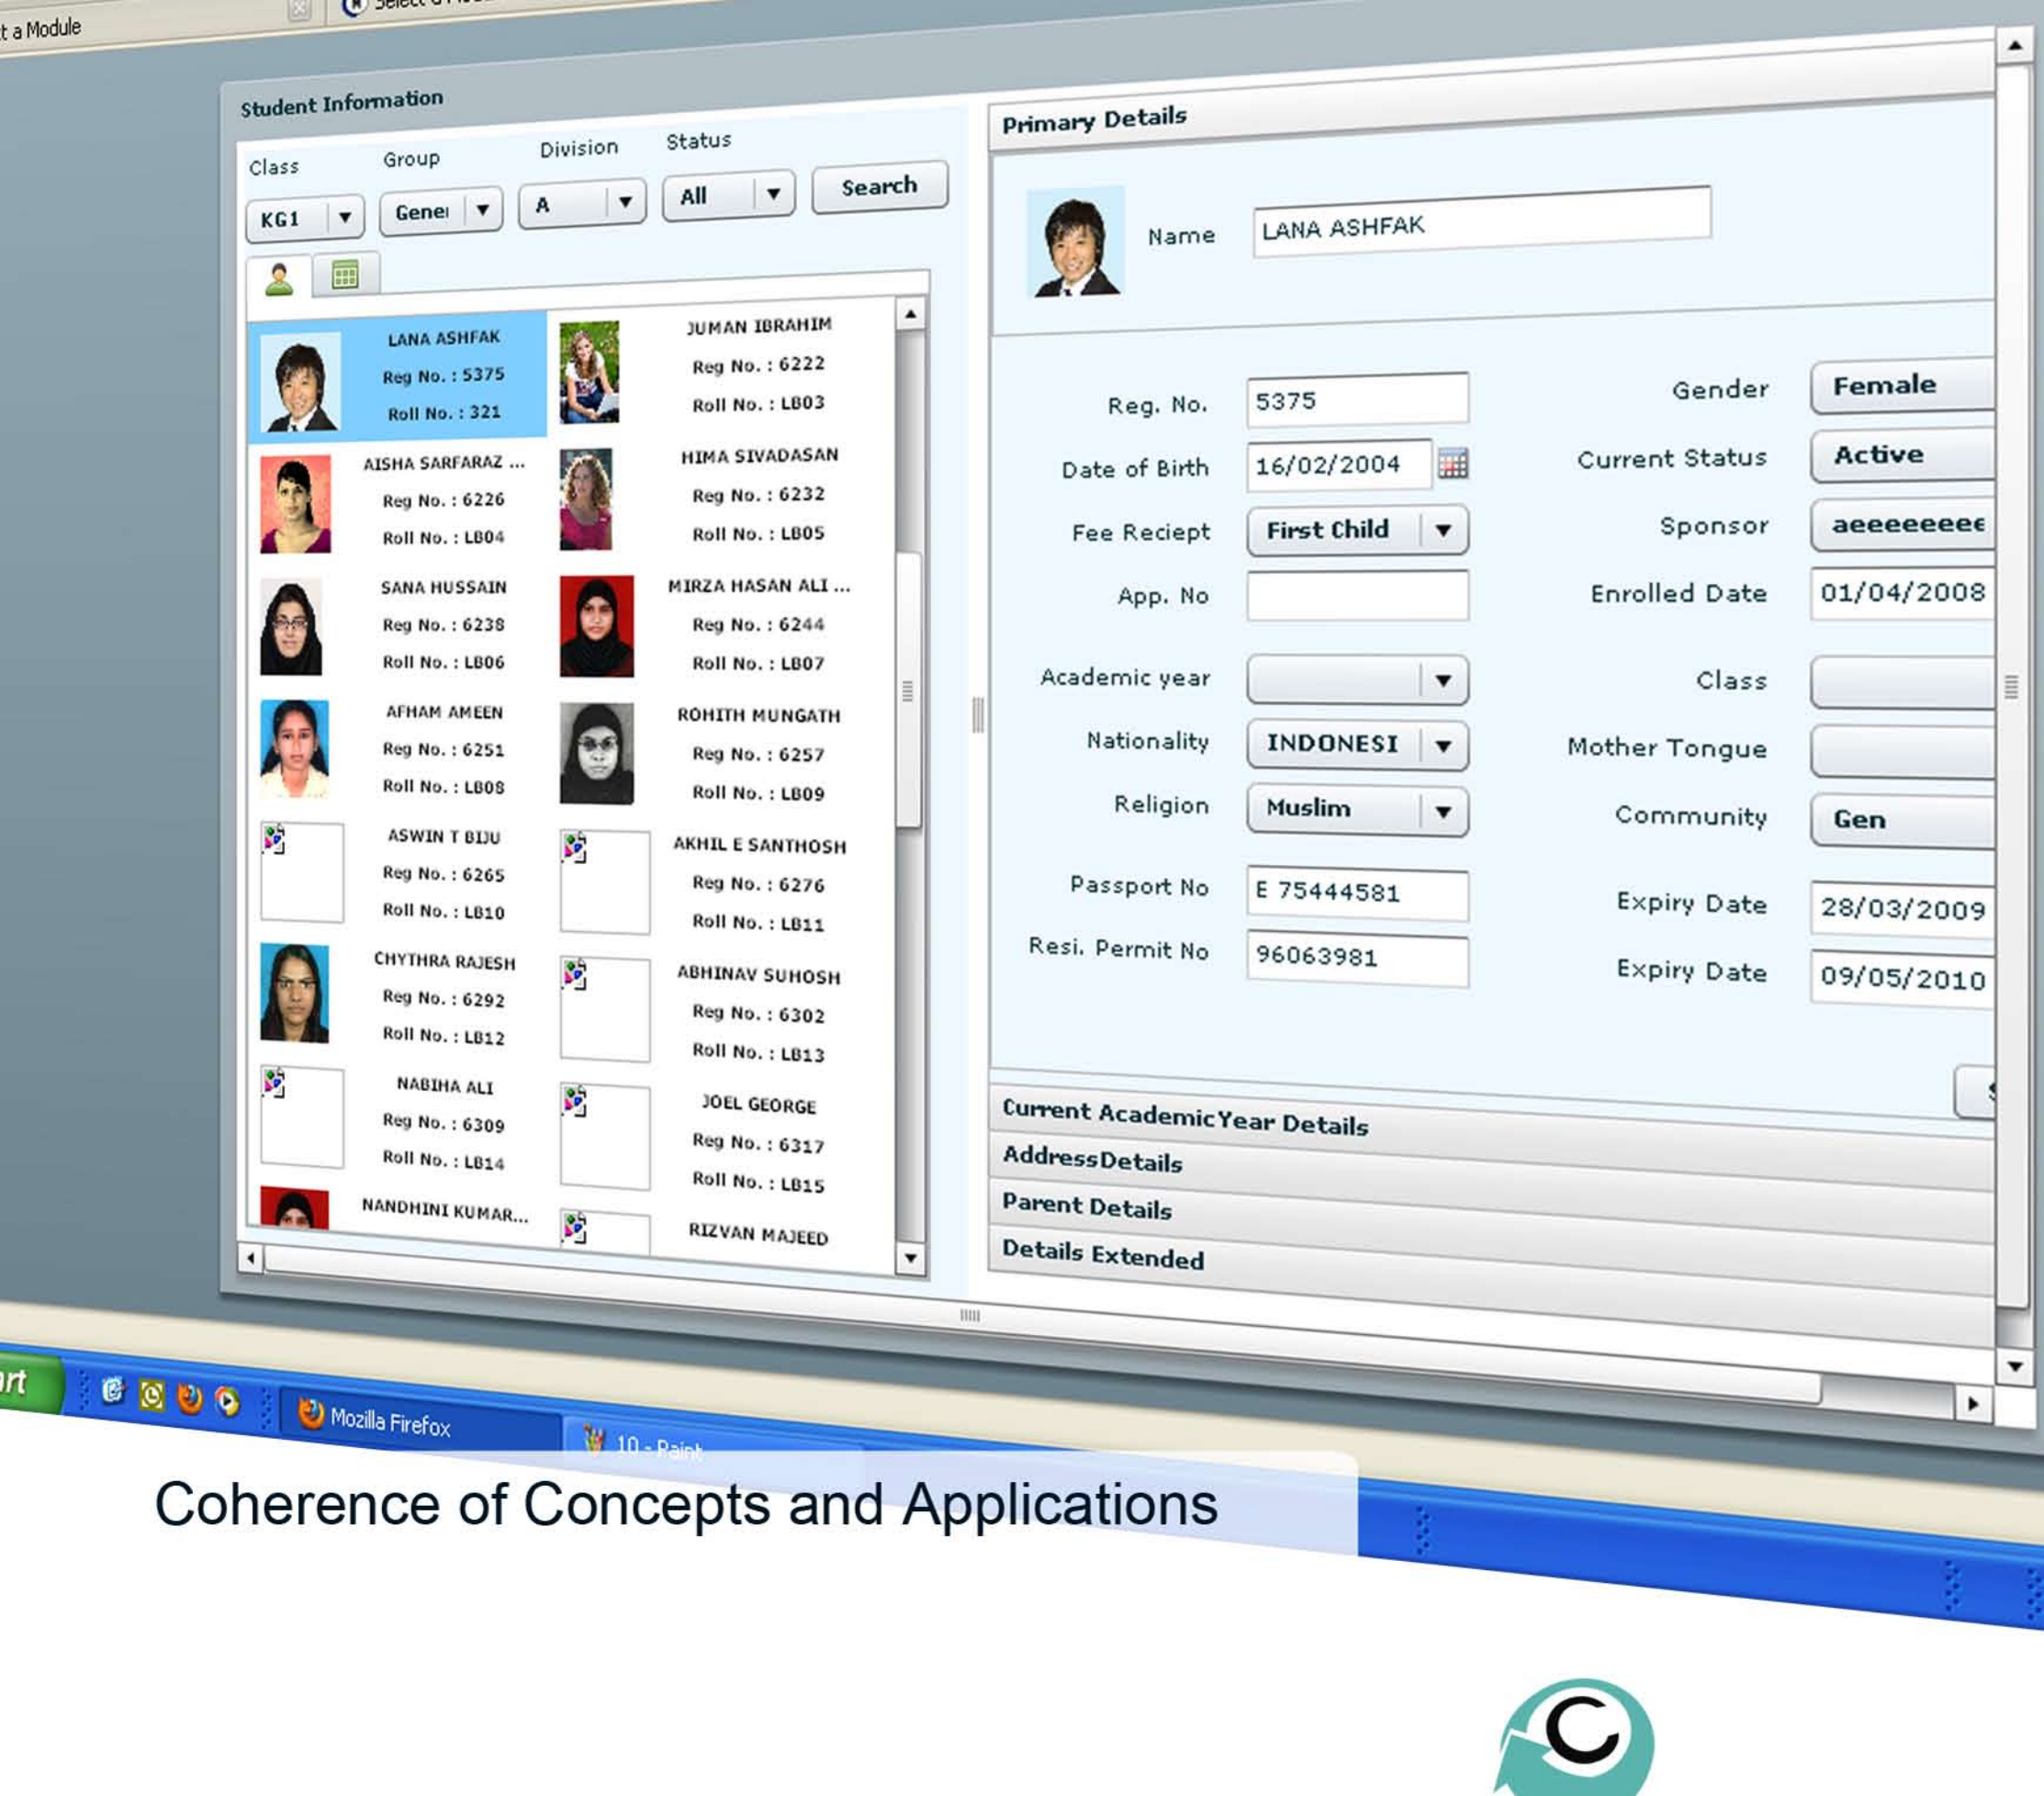 t a Module
Student Information
Class Group Division Status
KG1 Gene A All Search
LANA ASHFAK
Reg No. : 5375
Roll No. : 321
JUMAN IBRAHIM
Reg No. : 6222
Roll No. : LB03
AISHA SARFARAZ ...
Reg No. : 6226
Roll No. : LB04
HIMA SIVADASAN
Reg No. : 6232
Roll No. : LB05
SANA HUSSAIN
Reg No. : 6238
Roll No. : LB06
MIRZA HASAN ALI ...
Reg No. : 6244
Roll No. : LB07
AFHAM AMEEN
Reg No. : 6251
Roll No. : LB08
ROHITH MUNGATH
Reg No. : 6257
Roll No. : LB09
ASWIN T BIJU
Reg No. : 6265
Roll No. : LB10
AKHIL E SANTHOSH
Reg No. : 6276
Roll No. : LB11
CHYTHRA RAJESH
Reg No. : 6292
Roll No. : LB12
ABHINAV SUHOSH
Reg No. : 6302
Roll No. : LB13
NABIHA ALI
Reg No. : 6309
Roll No. : LB14
JOEL GEORGE
Reg No. : 6317
Roll No. : LB15
NANDHINI KUMAR...
RIZVAN MAJEED
Primary Details
Name LANA ASHFAK
Reg. No. 5375 Gender Female
Date of Birth 16/02/2004 Current Status Active
Fee Reciept First Child Sponsor aeeeeeeee
App. No Enrolled Date 01/04/2008
Academic year Class
Nationality INDONESI Mother Tongue
Religion Muslim Community Gen
Passport No E 75444581 Expiry Date 28/03/2009
Resi. Permit No 96063981 Expiry Date 09/05/2010
Current AcademicYear Details
AddressDetails
Parent Details
Details Extended
art Mozilla Firefox 10 - Paint
Coherence of Concepts and Applications
C